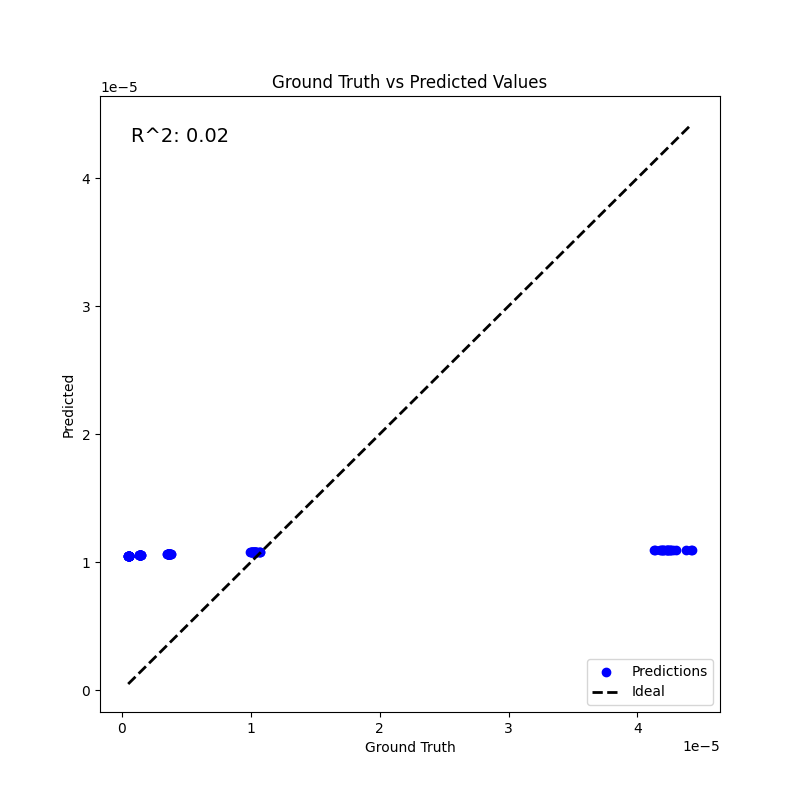 Ground Truth vs Predicted Values
1e−5
R^2: 0.02
4
3
2
1
0
Predicted
Predictions
Ideal
0 1 2 3 4
1e−5
Ground Truth